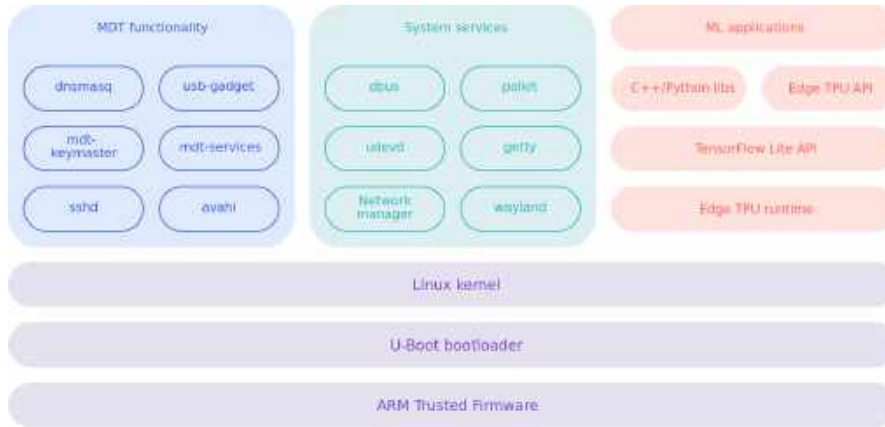 MDT functionality
dnsmasq
usb-gadget
mdt-
keymaster
mdt-services
sshd
avahi
System services
dbus
polkit
udevd
getty
Network
manager
wayland
ML applications
C++/Python libs
Edge TPU API
TensorFlow Lite API
Edge TPU runtime
Linux kernel
U-Boot bootloader
ARM Trusted Firmware